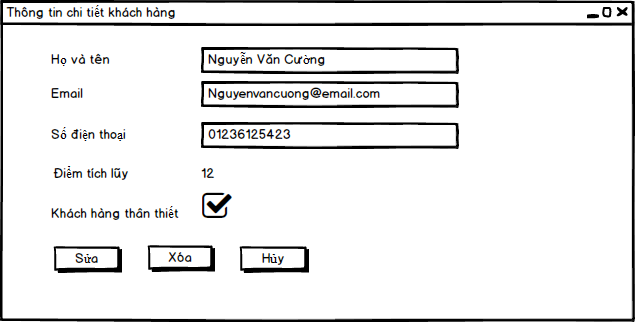 Thông tin chi tiết khách hàng
Họ và tên Nguyễn Văn Cường
Email Nguyenvancuong@email.com
Số điện thoại 01236125423
Điểm tích lũy 12
Khách hàng thân thiết
Sửa Xóa Hủy